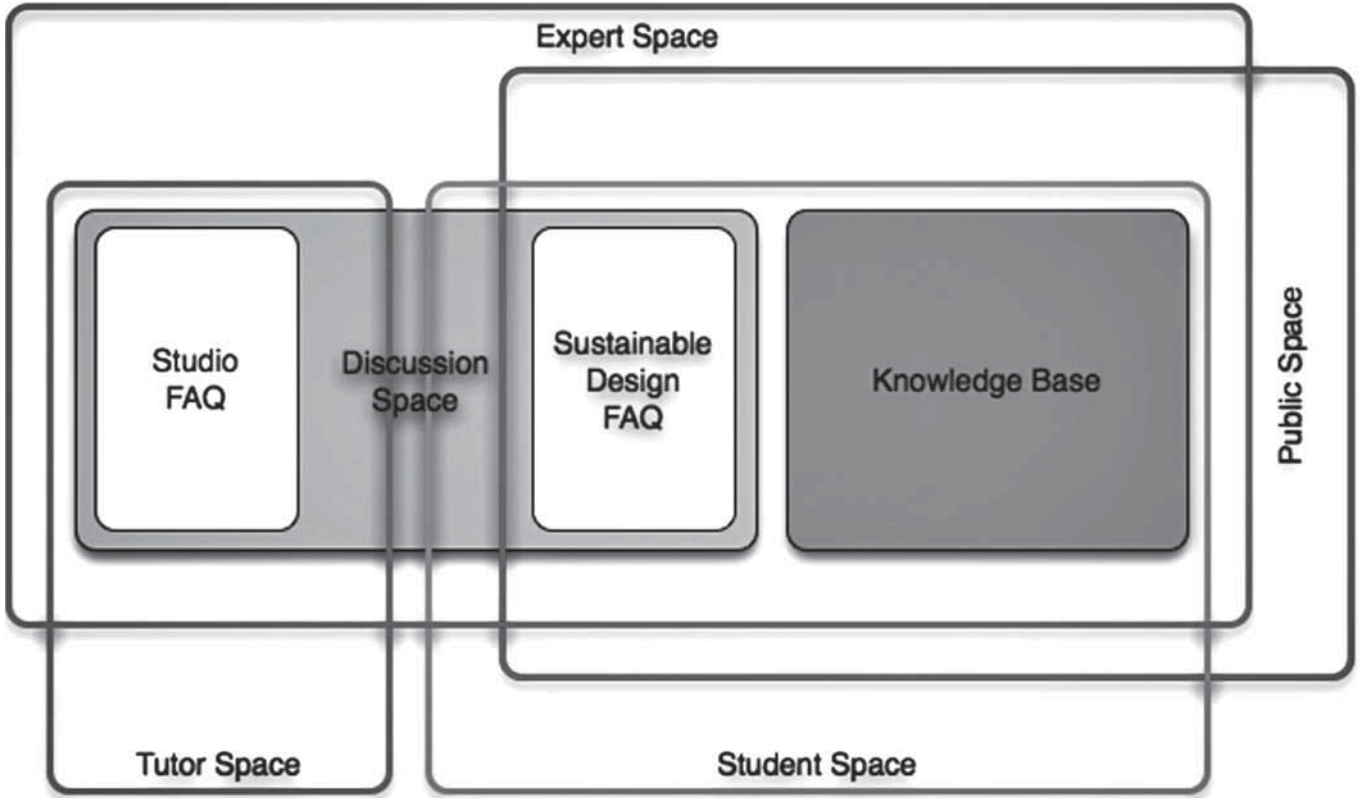 Expert Space
Studio
FAQ
Discussion
Space
Sustainable
Design
FAQ
Knowledge Base
Public Space
Tutor Space
Student Space